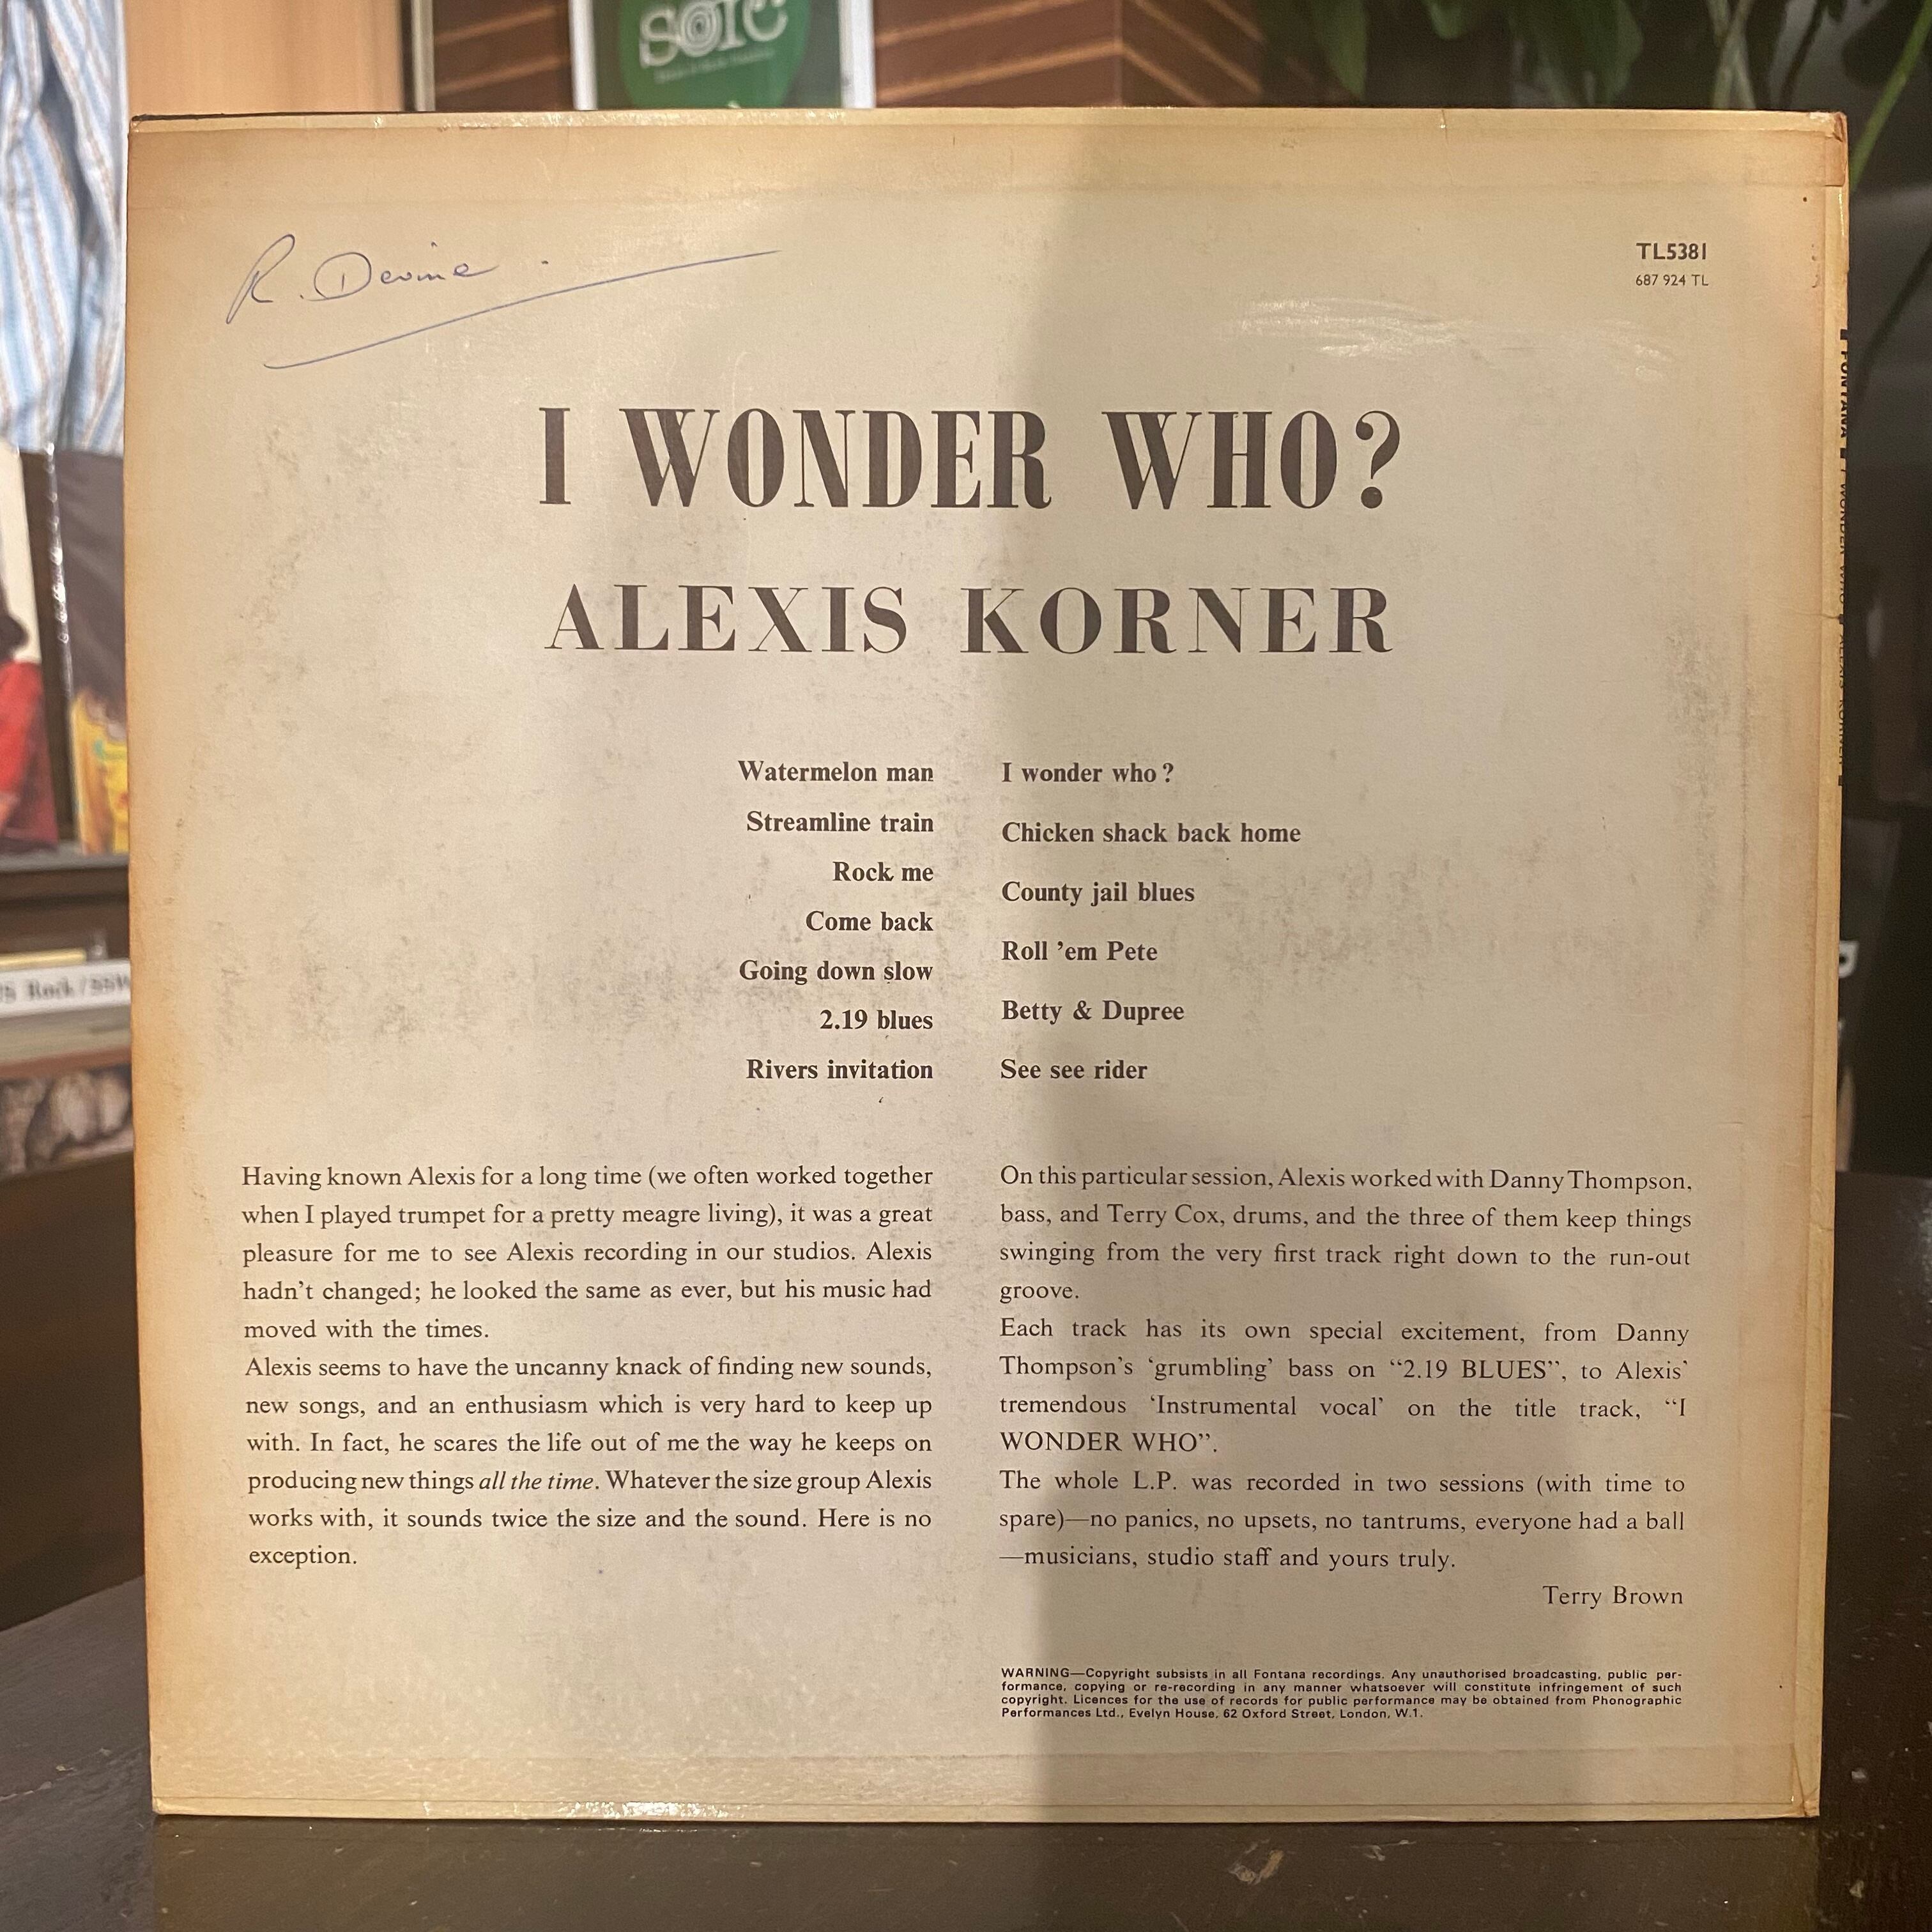 R. Devine
TL5381
687 924 TL
I WONDER WHO?
ALEXIS KORNER
Watermelon man
Streamline train
Rock me
Come back
Going down slow
2.19 blues
Rivers invitation
I wonder who?
Chicken shack back home
County jail blues
Roll 'em Pete
Betty & Dupree
See see rider
Having known Alexis for a long time (we often worked together
when I played trumpet for a pretty meagre living), it was a great
pleasure for me to see Alexis recording in our studios. Alexis
hadn't changed; he looked the same as ever, but his music had
moved with the times.
Alexis seems to have the uncanny knack of finding new sounds,
new songs, and an enthusiasm which is very hard to keep up
with. In fact, he scares the life out of me the way he keeps on
producing new things all the time. Whatever the size group Alexis
works with, it sounds twice the size and the sound. Here is no
exception.
On this particular session, Alexis worked with Danny Thompson,
bass, and Terry Cox, drums, and the three of them keep things
swinging from the very first track right down to the run-out
groove.
Each track has its own special excitement, from Danny
Thompson's 'grumbling' bass on "2.19 BLUES", to Alexis'
tremendous 'Instrumental vocal' on the title track, "I
WONDER WHO".
The whole L.P. was recorded in two sessions (with time to
spare)—no panics, no upsets, no tantrums, everyone had a ball
—musicians, studio staff and yours truly.
Terry Brown
WARNING—Copyright subsists in all Fontana recordings. Any unauthorised broadcasting, public per-
formance, copying or re-recording in any manner whatsoever will constitute infringement of such
copyright. Licences for the use of records for public performance may be obtained from Phonographic
Performances Ltd., Evelyn House, 62 Oxford Street, London, W.1.
FONTANA I WONDER WHO ALEXIS KORNER
Rock/SSW